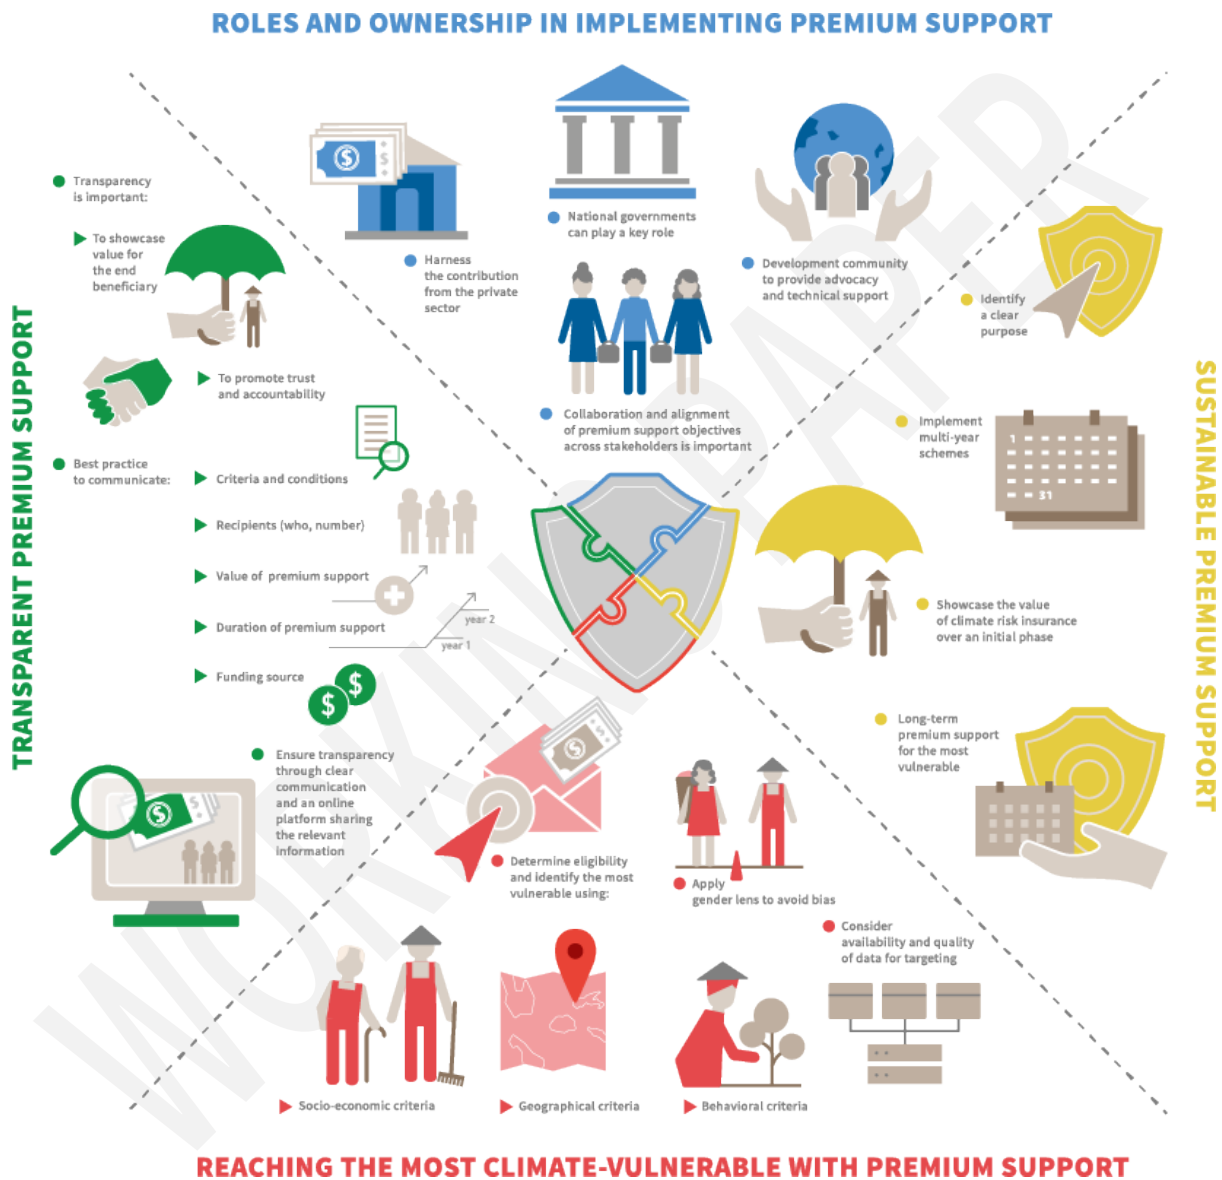 ROLES AND OWNERSHIP IN IMPLEMENTING PREMIUM SUPPORT
Harness
the contribution
from the private
sector
National governments
can play a key role
Development community
to provide advocacy
and technical support
Collaboration and alignment
of premium support objectives
across stakeholders is important
TRANSPARENT PREMIUM SUPPORT
Transparency
is important:
To showcase
value for
the end
beneficiary
To promote trust
and accountability
Best practice
to communicate:
Criteria and conditions
Recipients (who, number)
Value of premium support
Duration of premium support
year 1
year 2
Funding source
$
$
Ensure transparency
through clear
communication
and an online
platform sharing
the relevant
information
SUSTAINABLE PREMIUM SUPPORT
Identify
a clear
purpose
Implement
multi-year
schemes
1
31
Showcase the value
of climate risk insurance
over an initial phase
Long-term
premium support
for the most
vulnerable
Determine eligibility
and identify the most
vulnerable using:
Apply
gender lens to avoid bias
Consider
availability and quality
of data for targeting
Socio-economic criteria
Geographical criteria
Behavioral criteria
REACHING THE MOST CLIMATE-VULNERABLE WITH PREMIUM SUPPORT
WORKING PAPER